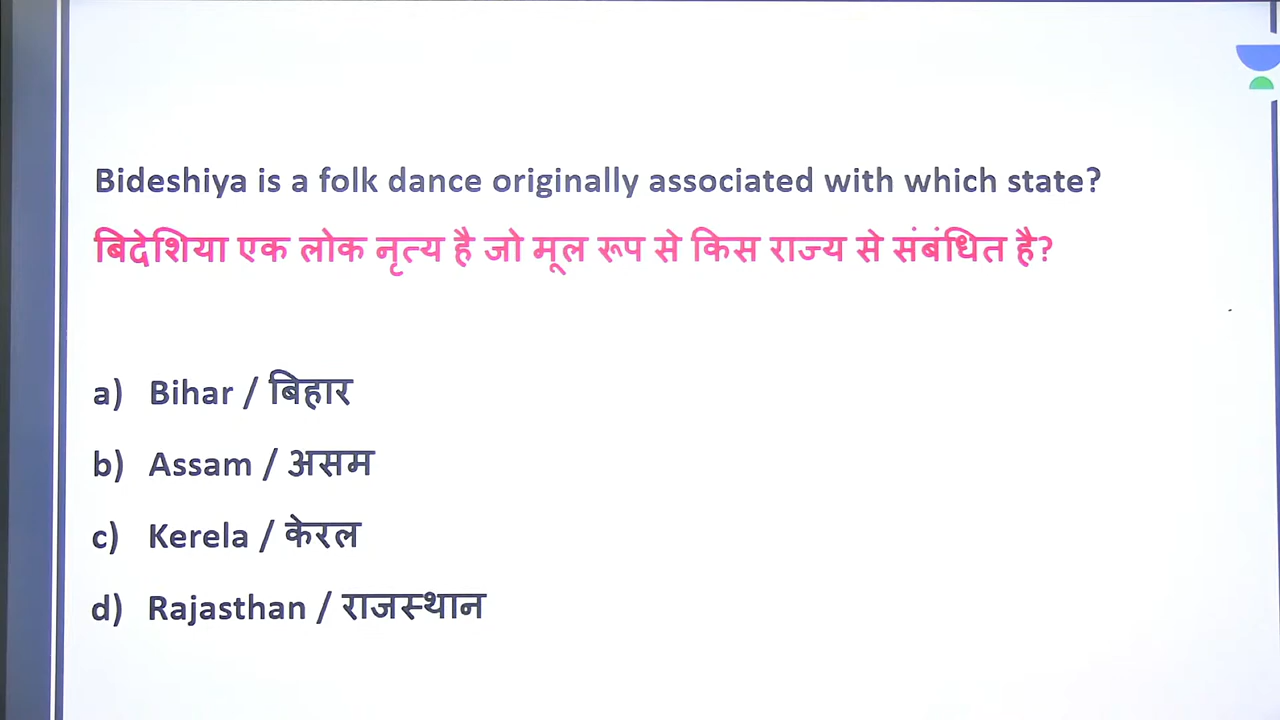 Bideshiya is a folk dance originally associated with which state?
बिदेशिया एक लोक नृत्य है जो मूल रूप से किस राज्य से संबंधित है?
a) Bihar / बिहार
b) Assam / असम
c) Kerela / केरल
d) Rajasthan / राजस्थान